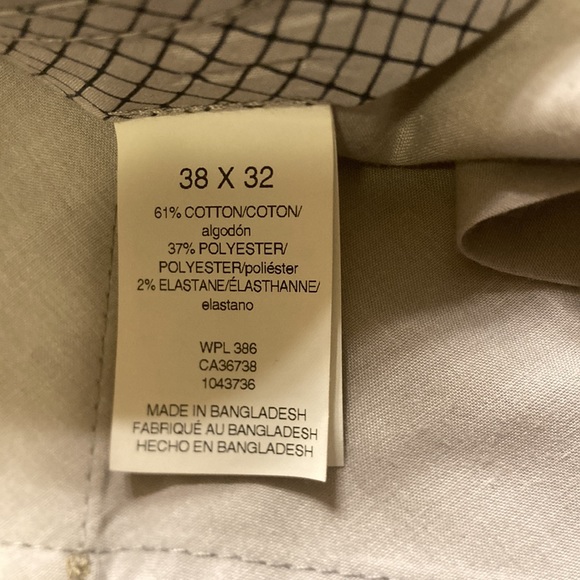 38 X 32
61% COTTON/COTON/
algodón
37% POLYESTER/
POLYESTER/poliéster
2% ELASTANE/ÉLASTHANNE/
elastano
WPL 386
CA36738
1043736
MADE IN BANGLADESH
FABRIQUÉ AU BANGLADESH
HECHO EN BANGLADESH